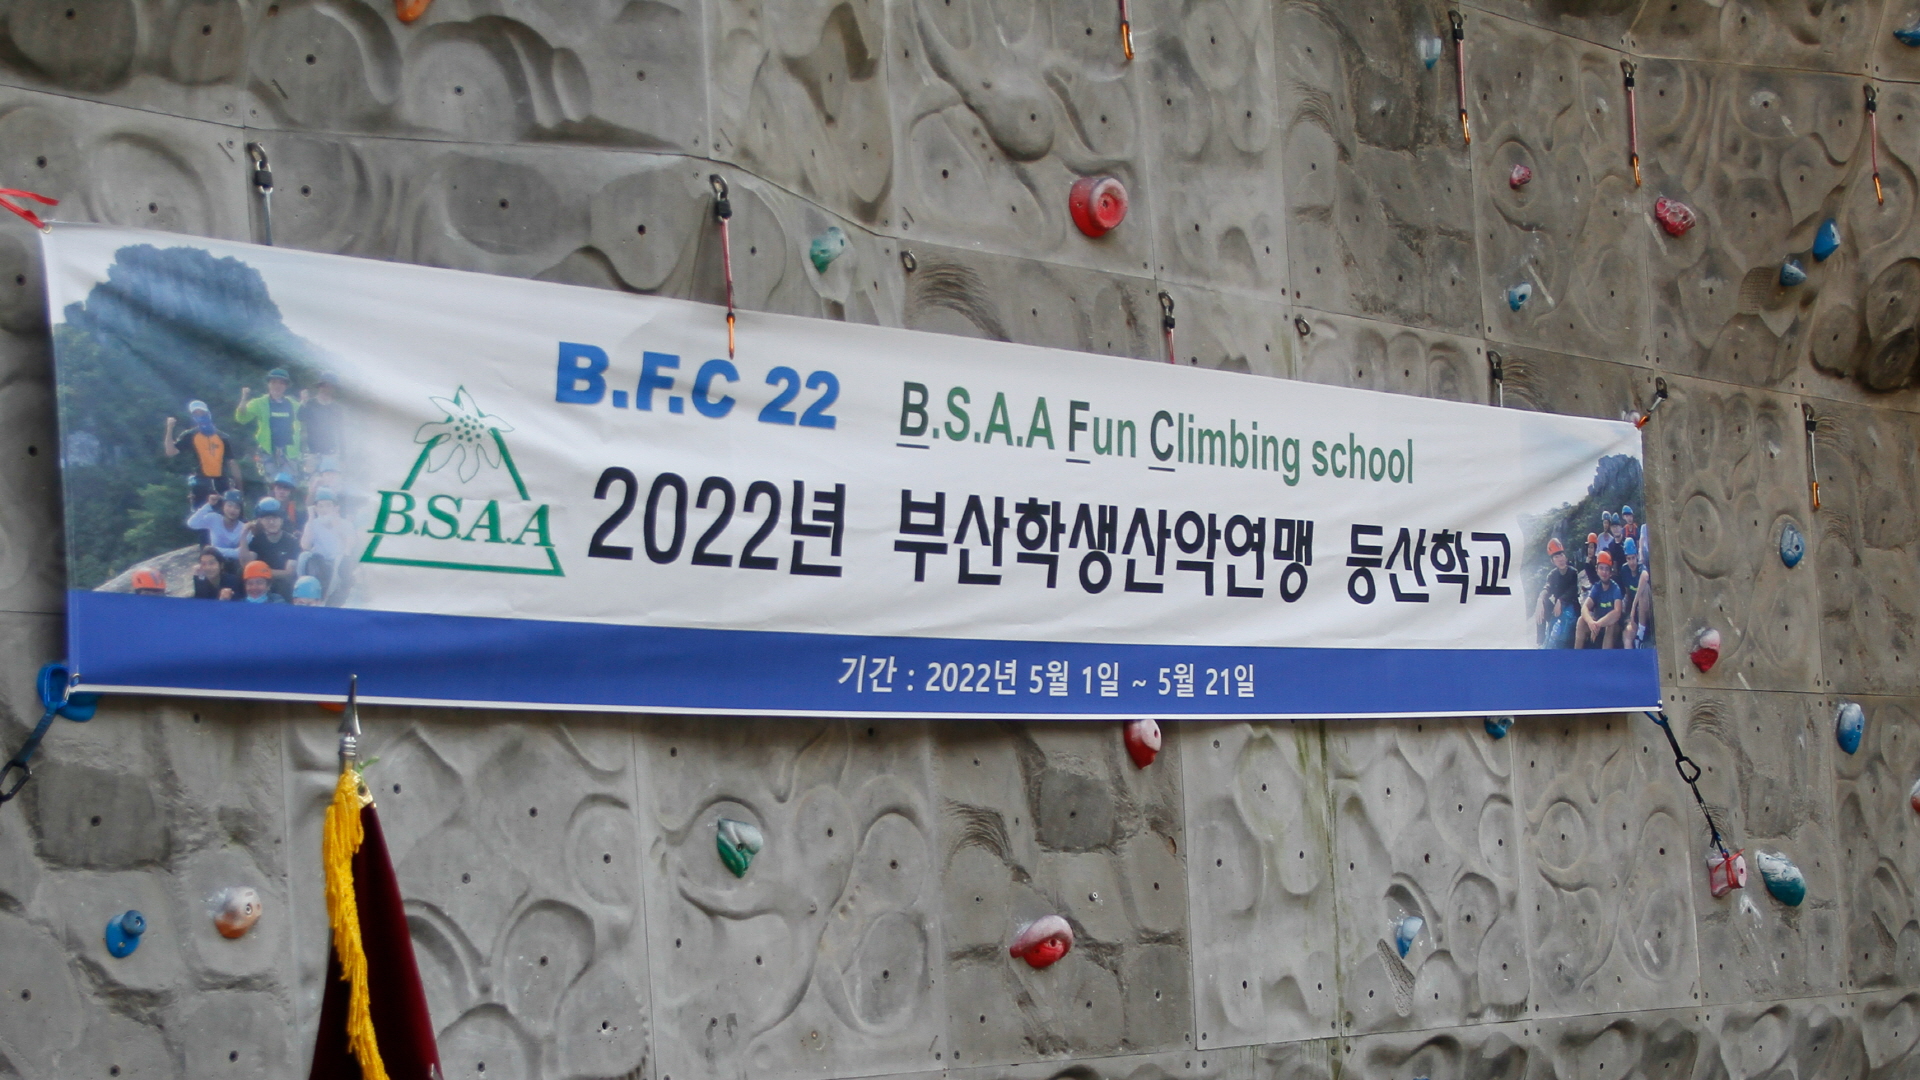 B.F.C 22 B.S.A.A Fun Climbing school
B.S.A.A
2022년 부산학생산악연맹 등산학교
기간 : 2022년 5월 1일 ~ 5월 21일